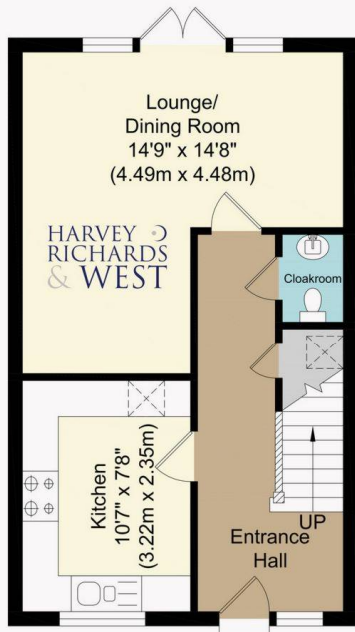 Lounge/
Dining Room
14'9" x 14'8"
(4.49m x 4.48m)
HARVEY
RICHARDS
& WEST
Cloakroom
Kitchen
10'7" x 7'8"
(3.22m x 2.35m)
UP
Entrance
Hall